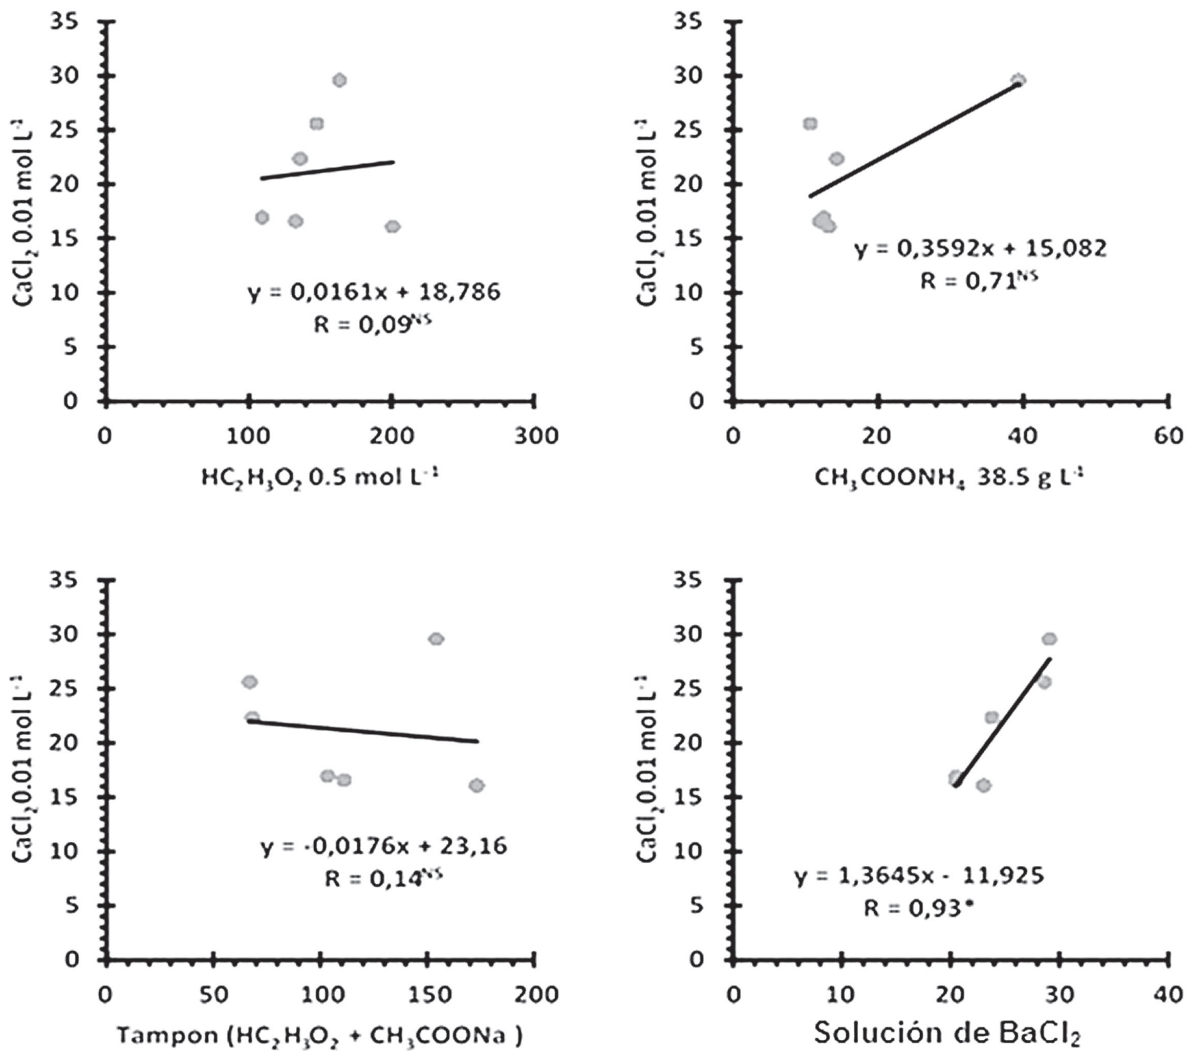 35
30
25
20
15
10
5
0
CaCl₂ 0.01 mol L⁻¹
y = 0,0161x + 18,786
R = 0,09ᴺˢ
0 100 200 300
HC₂H₃O₂ 0.5 mol L⁻¹
35
30
25
20
15
10
5
0
CaCl₂ 0.01 mol L⁻¹
y = 0,3592x + 15,082
R = 0,71ᴺˢ
0 20 40 60
CH₃COONH₄ 38.5 g L⁻¹
35
30
25
20
15
10
5
0
CaCl₂ 0.01 mol L⁻¹
y = -0,0176x + 23,16
R = 0,14ᴺˢ
0 50 100 150 200
Tampon (HC₂H₃O₂ + CH₃COONa )
35
30
25
20
15
10
5
0
CaCl₂ 0.01 mol L⁻¹
y = 1,3645x - 11,925
R = 0,93*
0 10 20 30 40
Solución de BaCl₂